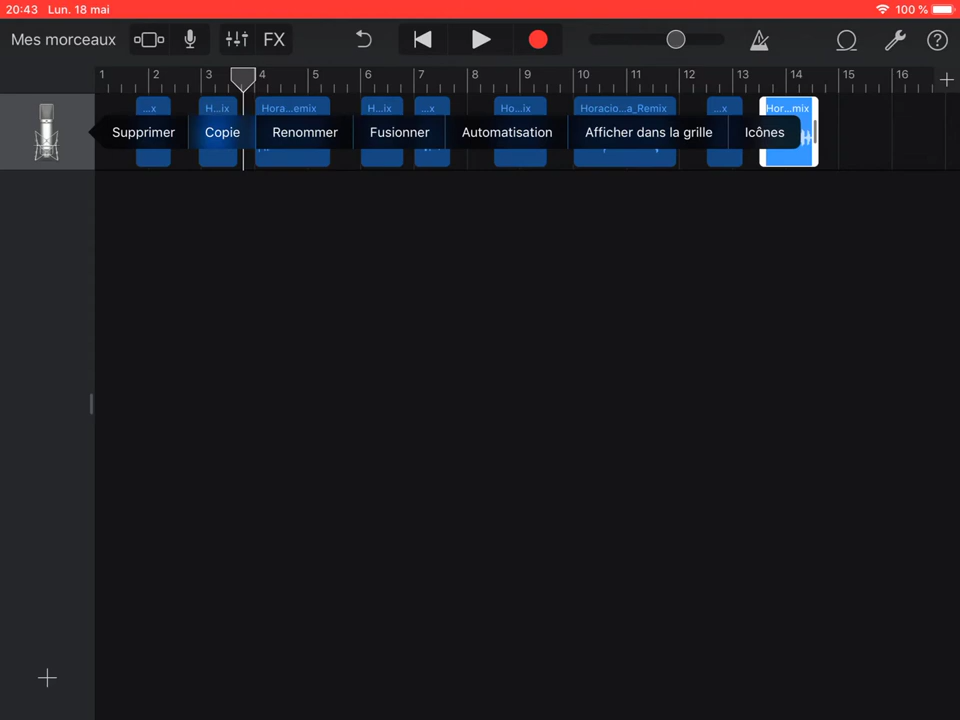 20:43 Lun. 18 mai 100 %
Mes morceaux FX
1 2 3 4 5 6 7 8 9 10 11 12 13 14 15 16
...x H...ix Hora...emix H...ix ...x Ho...ix Horacio...a_Remix ...x Hor...mix
Supprimer Copie Renommer Fusionner Automatisation Afficher dans la grille Icônes